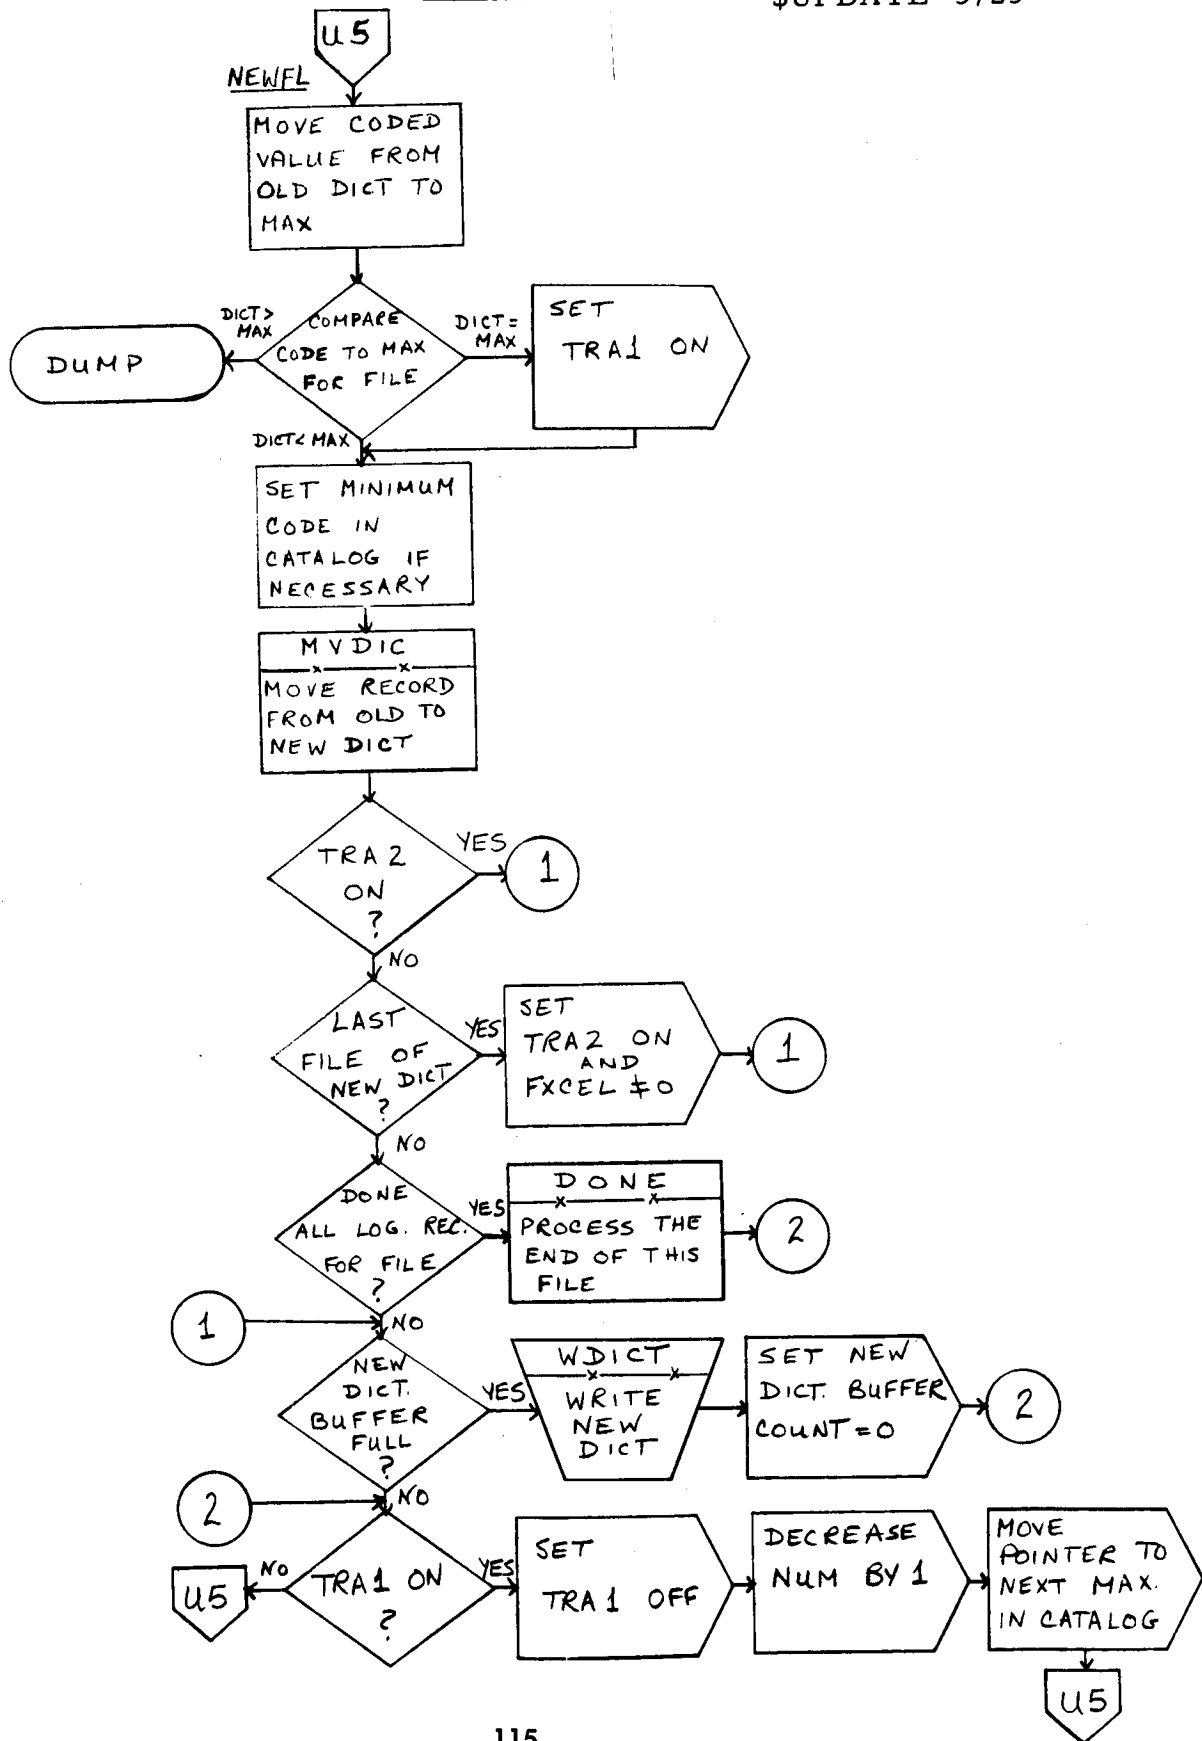 $UPDATE
U5
NEWFL
MOVE CODED
VALUE FROM
OLD DICT TO
MAX
DICT>
MAX
COMPARE
CODE TO MAX
FOR FILE
DICT=
MAX
SET
TRA1 ON
DUMP
DICT< MAX
SET MINIMUM
CODE IN
CATALOG IF
NECESSARY
MVDIC
MOVE RECORD
FROM OLD TO
NEW DICT
TRA2
ON
?
YES
1
NO
LAST
FILE OF
NEW DICT
?
YES
SET
TRA2 ON
AND
FXCEL ≠ 0
1
NO
DONE
ALL LOG. REC.
FOR FILE
?
YES
DONE
PROCESS THE
END OF THIS
FILE
2
1
NO
NEW
DICT.
BUFFER
FULL
?
YES
WDICT
WRITE
NEW
DICT
SET NEW
DICT. BUFFER
COUNT = 0
2
2
NO
U5
NO
TRA1 ON
?
YES
SET
TRA1 OFF
DECREASE
NUM BY 1
MOVE
POINTER TO
NEXT MAX.
IN CATALOG
U5
115